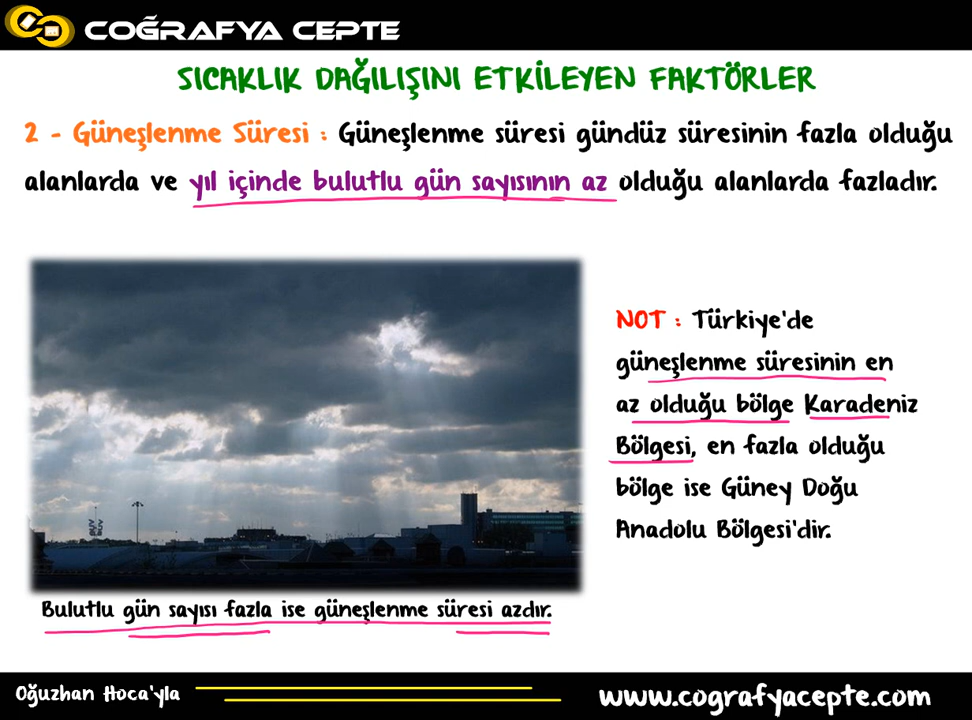 COĞRAFYA CEPTE
SICAKLIK DAĞILIŞINI ETKİLEYEN FAKTÖRLER
2 - Güneşlenme Süresi : Güneşlenme süresi gündüz süresinin fazla olduğu
alanlarda ve yıl içinde bulutlu gün sayısının az olduğu alanlarda fazladır.
NOT : Türkiye'de
güneşlenme süresinin en
az olduğu bölge Karadeniz
Bölgesi, en fazla olduğu
bölge ise Güney Doğu
Anadolu Bölgesi'dir.
Bulutlu gün sayısı fazla ise güneşlenme süresi azdır.
Oğuzhan Hoca'yla
www.cografyacepte.com